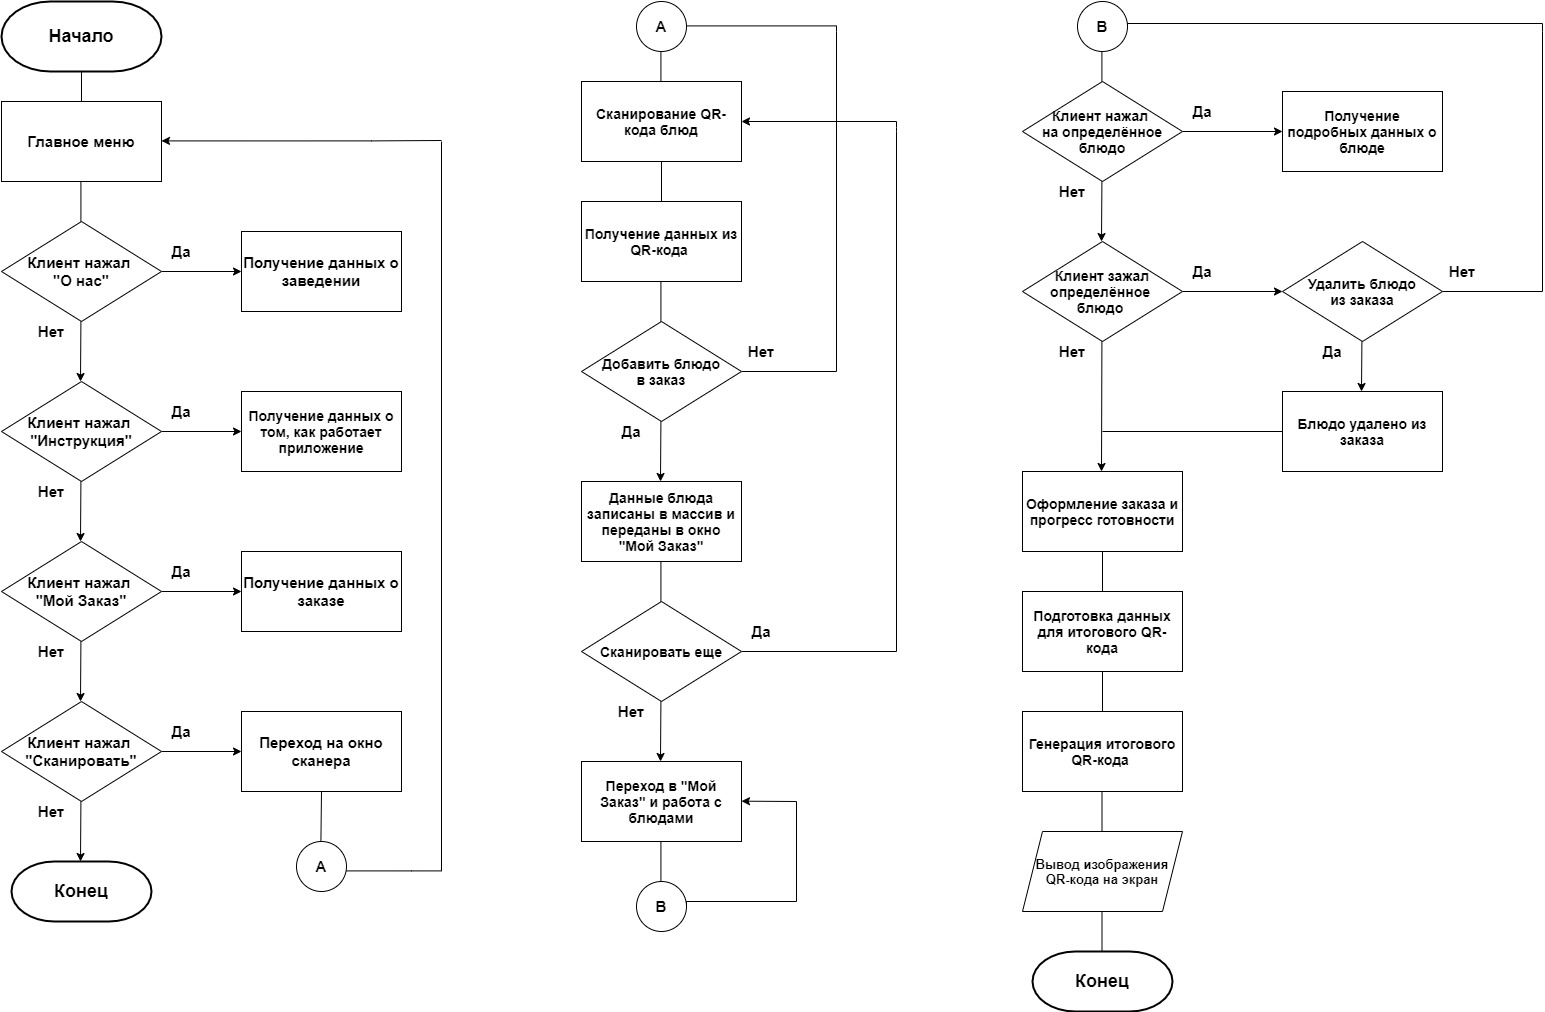 Начало
Главное меню
Клиент нажал
"О нас"
Да
Получение данных о
заведении
Нет
Клиент нажал
"Инструкция"
Да
Получение данных о
том, как работает
приложение
Нет
Клиент нажал
"Мой Заказ"
Да
Получение данных о
заказе
Нет
Клиент нажал
"Сканировать"
Да
Переход на окно
сканера
Нет
A
Конец
A
Сканирование QR-
кода блюд
Получение данных из
QR-кода
Добавить блюдо
в заказ
Нет
Да
Данные блюда
записаны в массив и
переданы в окно
"Мой Заказ"
Сканировать еще
Да
Нет
Переход в "Мой
Заказ" и работа с
блюдами
B
B
Клиент нажал
на определённое
блюдо
Да
Получение
подробных данных о
блюде
Нет
Клиент зажал
определённое
блюдо
Да
Удалить блюдо
из заказа
Нет
Нет
Да
Блюдо удалено из
заказа
Оформление заказа и
прогресс готовности
Подготовка данных
для итогового QR-
кода
Генерация итогового
QR-кода
Вывод изображения
QR-кода на экран
Конец